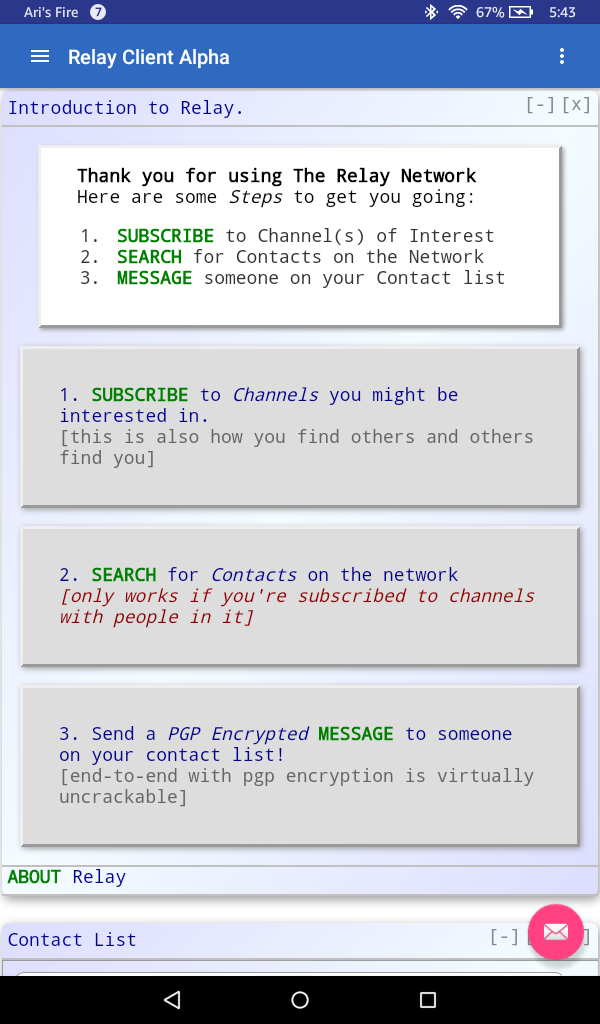 Ari's Fire 7 67% 5:43
Relay Client Alpha
Introduction to Relay. [-][x]
Thank you for using The Relay Network
Here are some Steps to get you going:
1. SUBSCRIBE to Channel(s) of Interest
2. SEARCH for Contacts on the Network
3. MESSAGE someone on your Contact list
1. SUBSCRIBE to Channels you might be
interested in.
[this is also how you find others and others
find you]
2. SEARCH for Contacts on the network
[only works if you're subscribed to channels
with people in it]
3. Send a PGP Encrypted MESSAGE to someone
on your contact list!
[end-to-end with pgp encryption is virtually
uncrackable]
ABOUT Relay
Contact List [-]